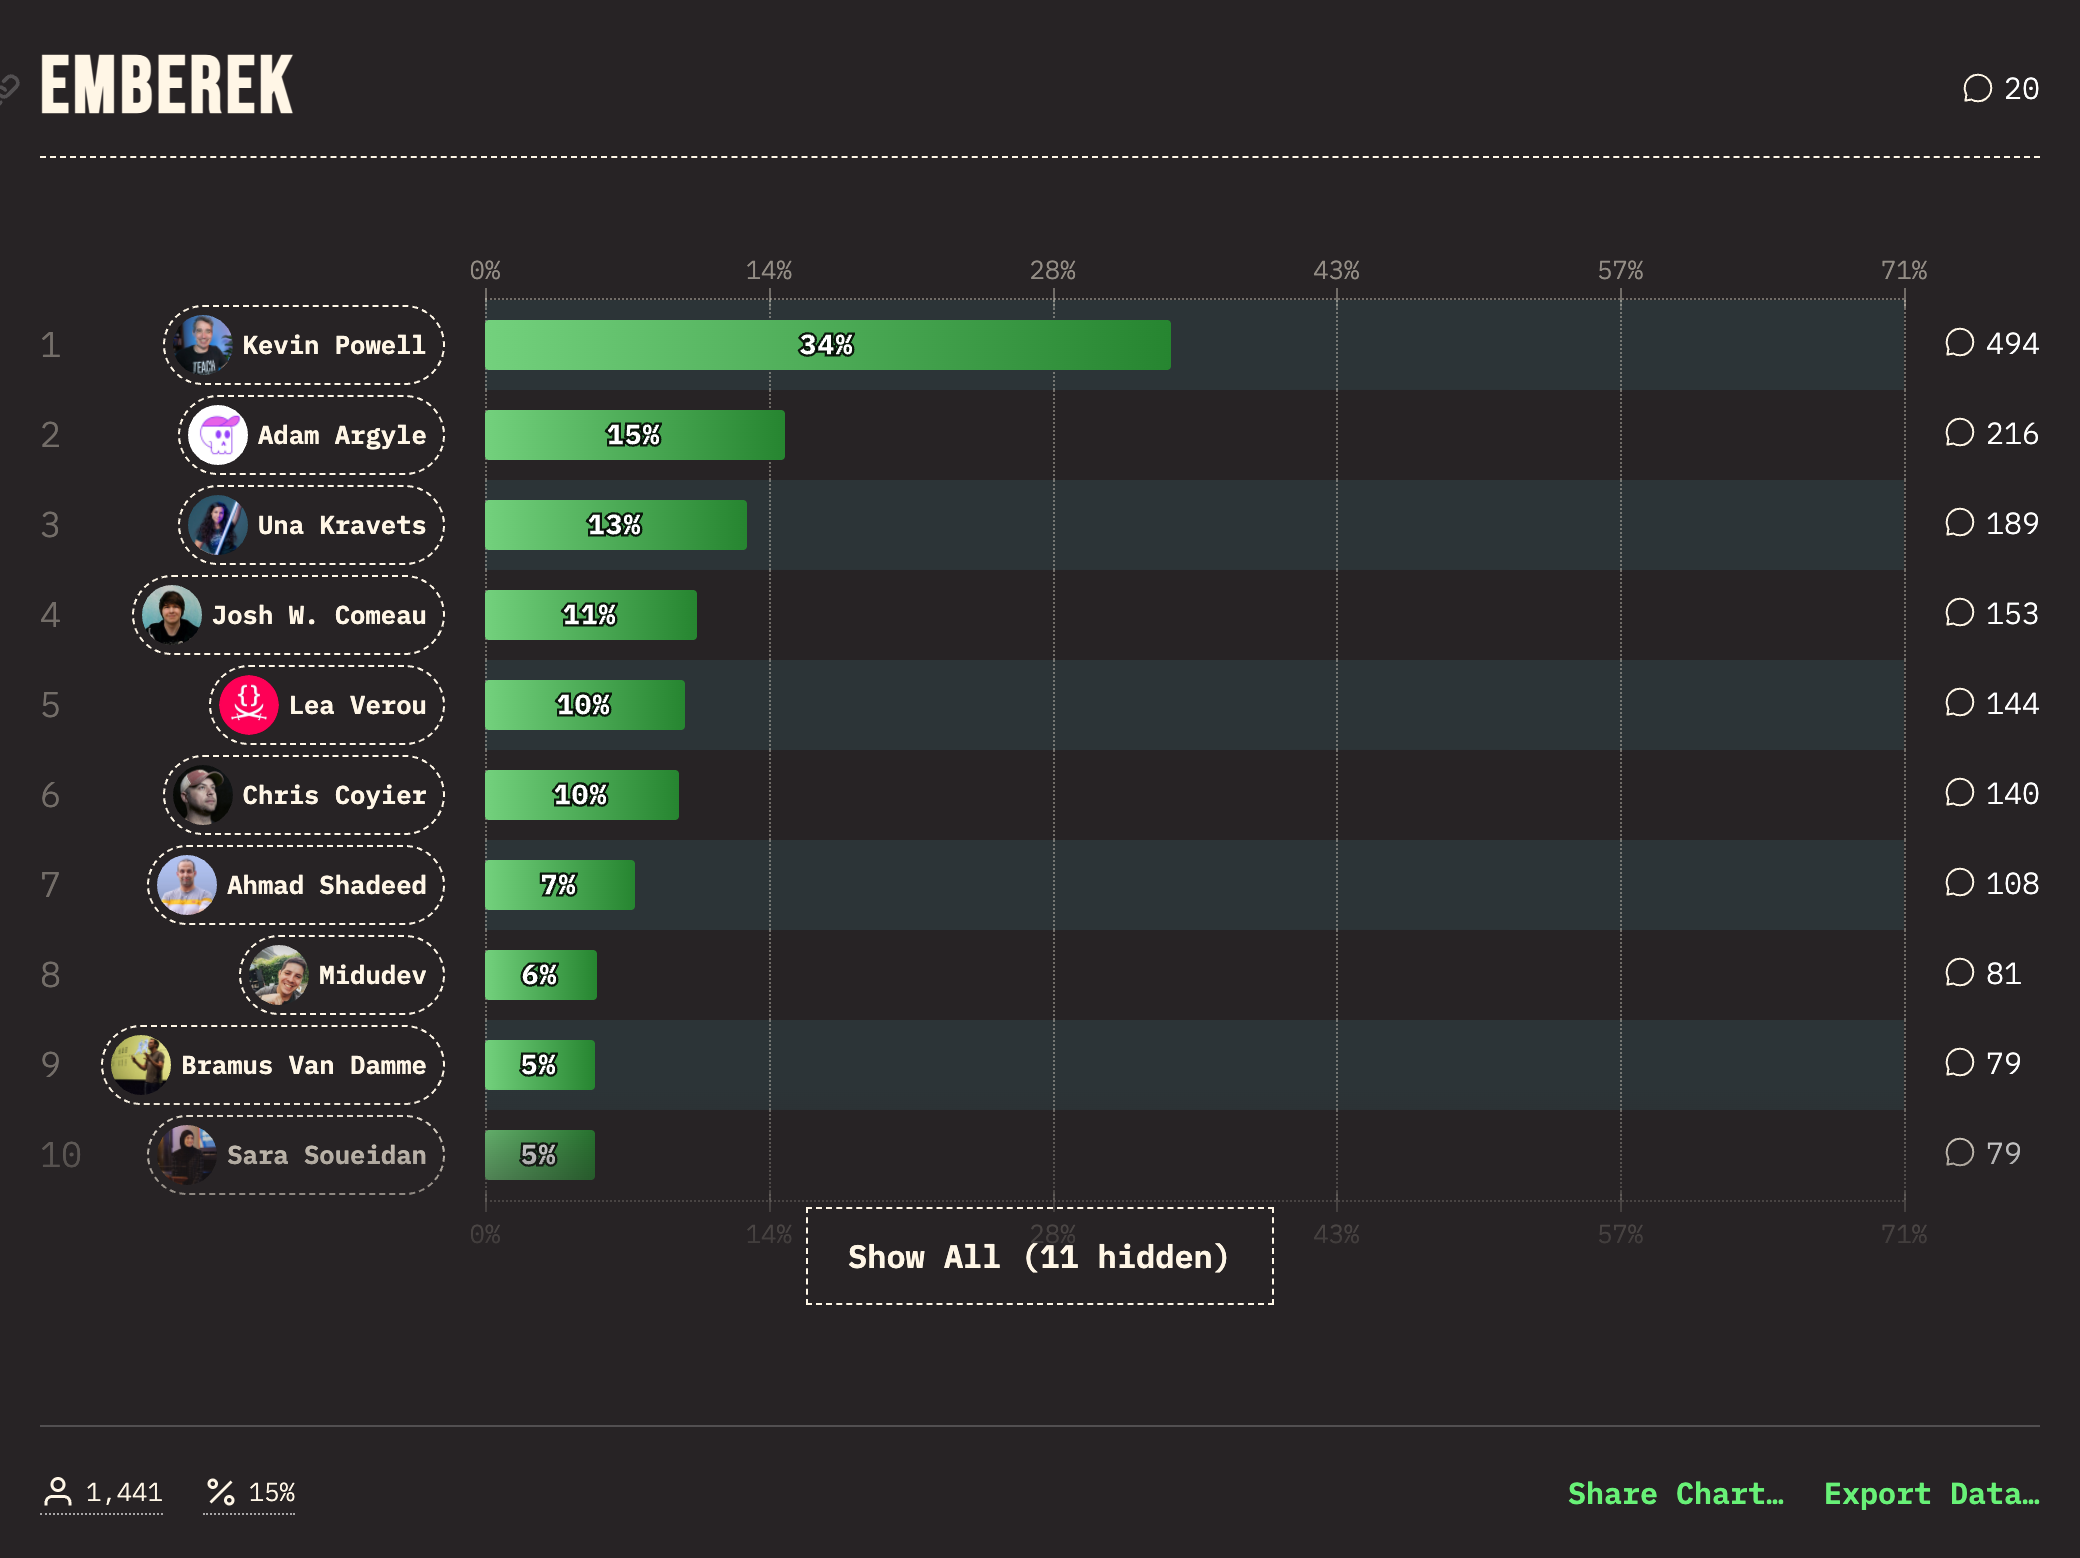 EMBEREK
20
0% 14% 28% 43% 57% 71%
1 Kevin Powell 34% 494
2 Adam Argyle 15% 216
3 Una Kravets 13% 189
4 Josh W. Comeau 11% 153
5 Lea Verou 10% 144
6 Chris Coyier 10% 140
7 Ahmad Shadeed 7% 108
8 Midudev 6% 81
9 Bramus Van Damme 5% 79
10 Sara Soueidan 5% 79
0% 14% 28% 43% 57% 71%
Show All (11 hidden)
1,441 15% Share Chart… Export Data…